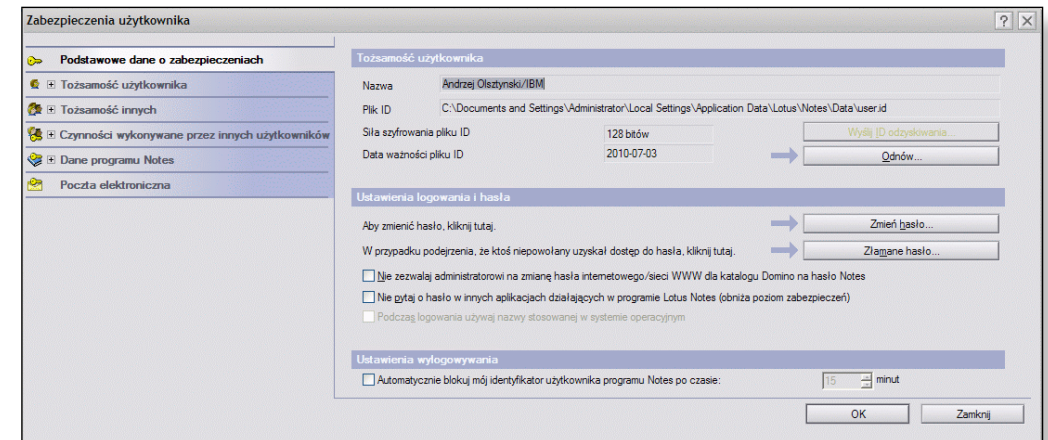 Zabezpieczenia użytkownika
Podstawowe dane o zabezpieczeniach
Tożsamość użytkownika
Tożsamość innych
Czynności wykonywane przez innych użytkowników
Dane programu Notes
Poczta elektroniczna
Tożsamość użytkownika
Nazwa Andrzej Olsztynski/IBM
Plik ID C:\Documents and Settings\Administrator\Local Settings\Application Data\Lotus\Notes\Data\user.id
Siła szyfrowania pliku ID 128 bitów Wyślij ID odzyskiwania...
Data ważności pliku ID 2010-07-03 Odnów...
Ustawienia logowania i hasła
Aby zmienić hasło, kliknij tutaj. Zmień hasło...
W przypadku podejrzenia, że ktoś niepowołany uzyskał dostęp do hasła, kliknij tutaj. Złamane hasło...
Nie zezwalaj administratorowi na zmianę hasła internetowego/sieci WWW dla katalogu Domino na hasło Notes
Nie pytaj o hasło w innych aplikacjach działających w programie Lotus Notes (obniża poziom zabezpieczeń)
Podczas logowania używaj nazwy stosowanej w systemie operacyjnym
Ustawienia wylogowywania
Automatycznie blokuj mój identyfikator użytkownika programu Notes po czasie: 15 minut
OK Zamknij